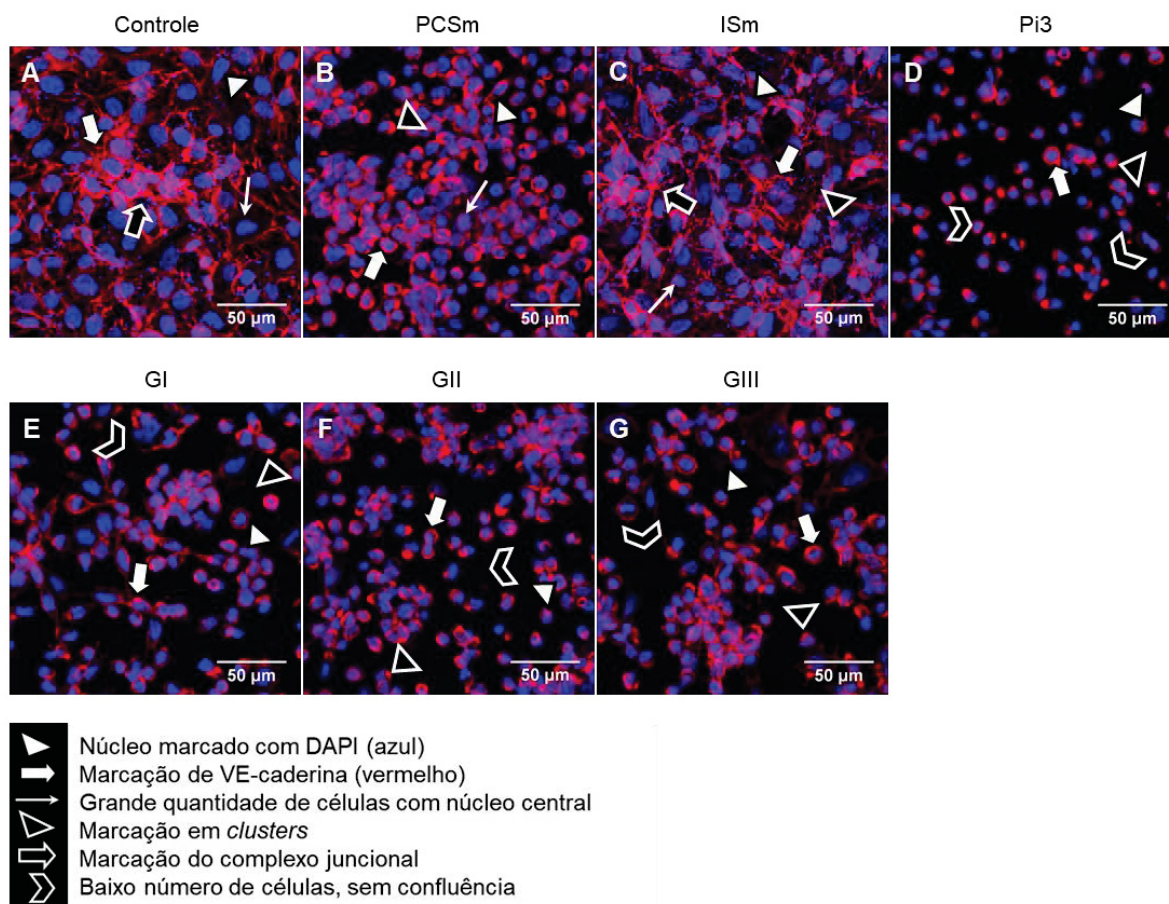 Controle PCSm ISm Pi3
A B C D
50 µm 50 µm 50 µm 50 µm
GI GII GIII
E F G
50 µm 50 µm 50 µm
Núcleo marcado com DAPI (azul)
Marcação de VE-caderina (vermelho)
Grande quantidade de células com núcleo central
Marcação em clusters
Marcação do complexo juncional
Baixo número de células, sem confluência